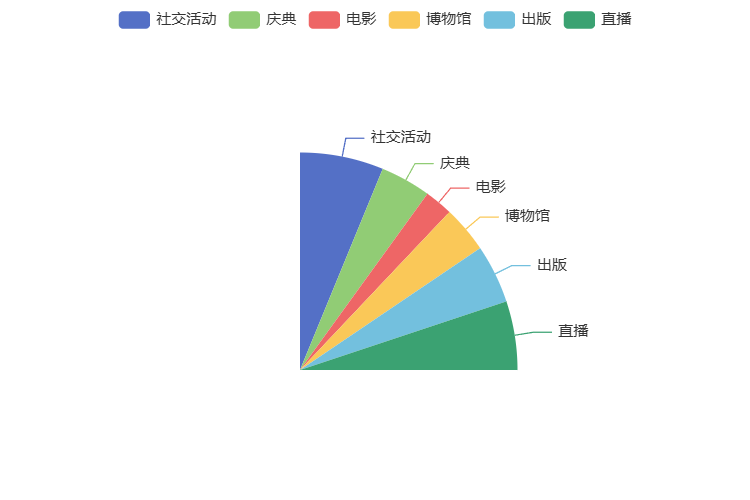 社交活动 庆典 电影 博物馆 出版 直播
社交活动
庆典
电影
博物馆
出版
直播